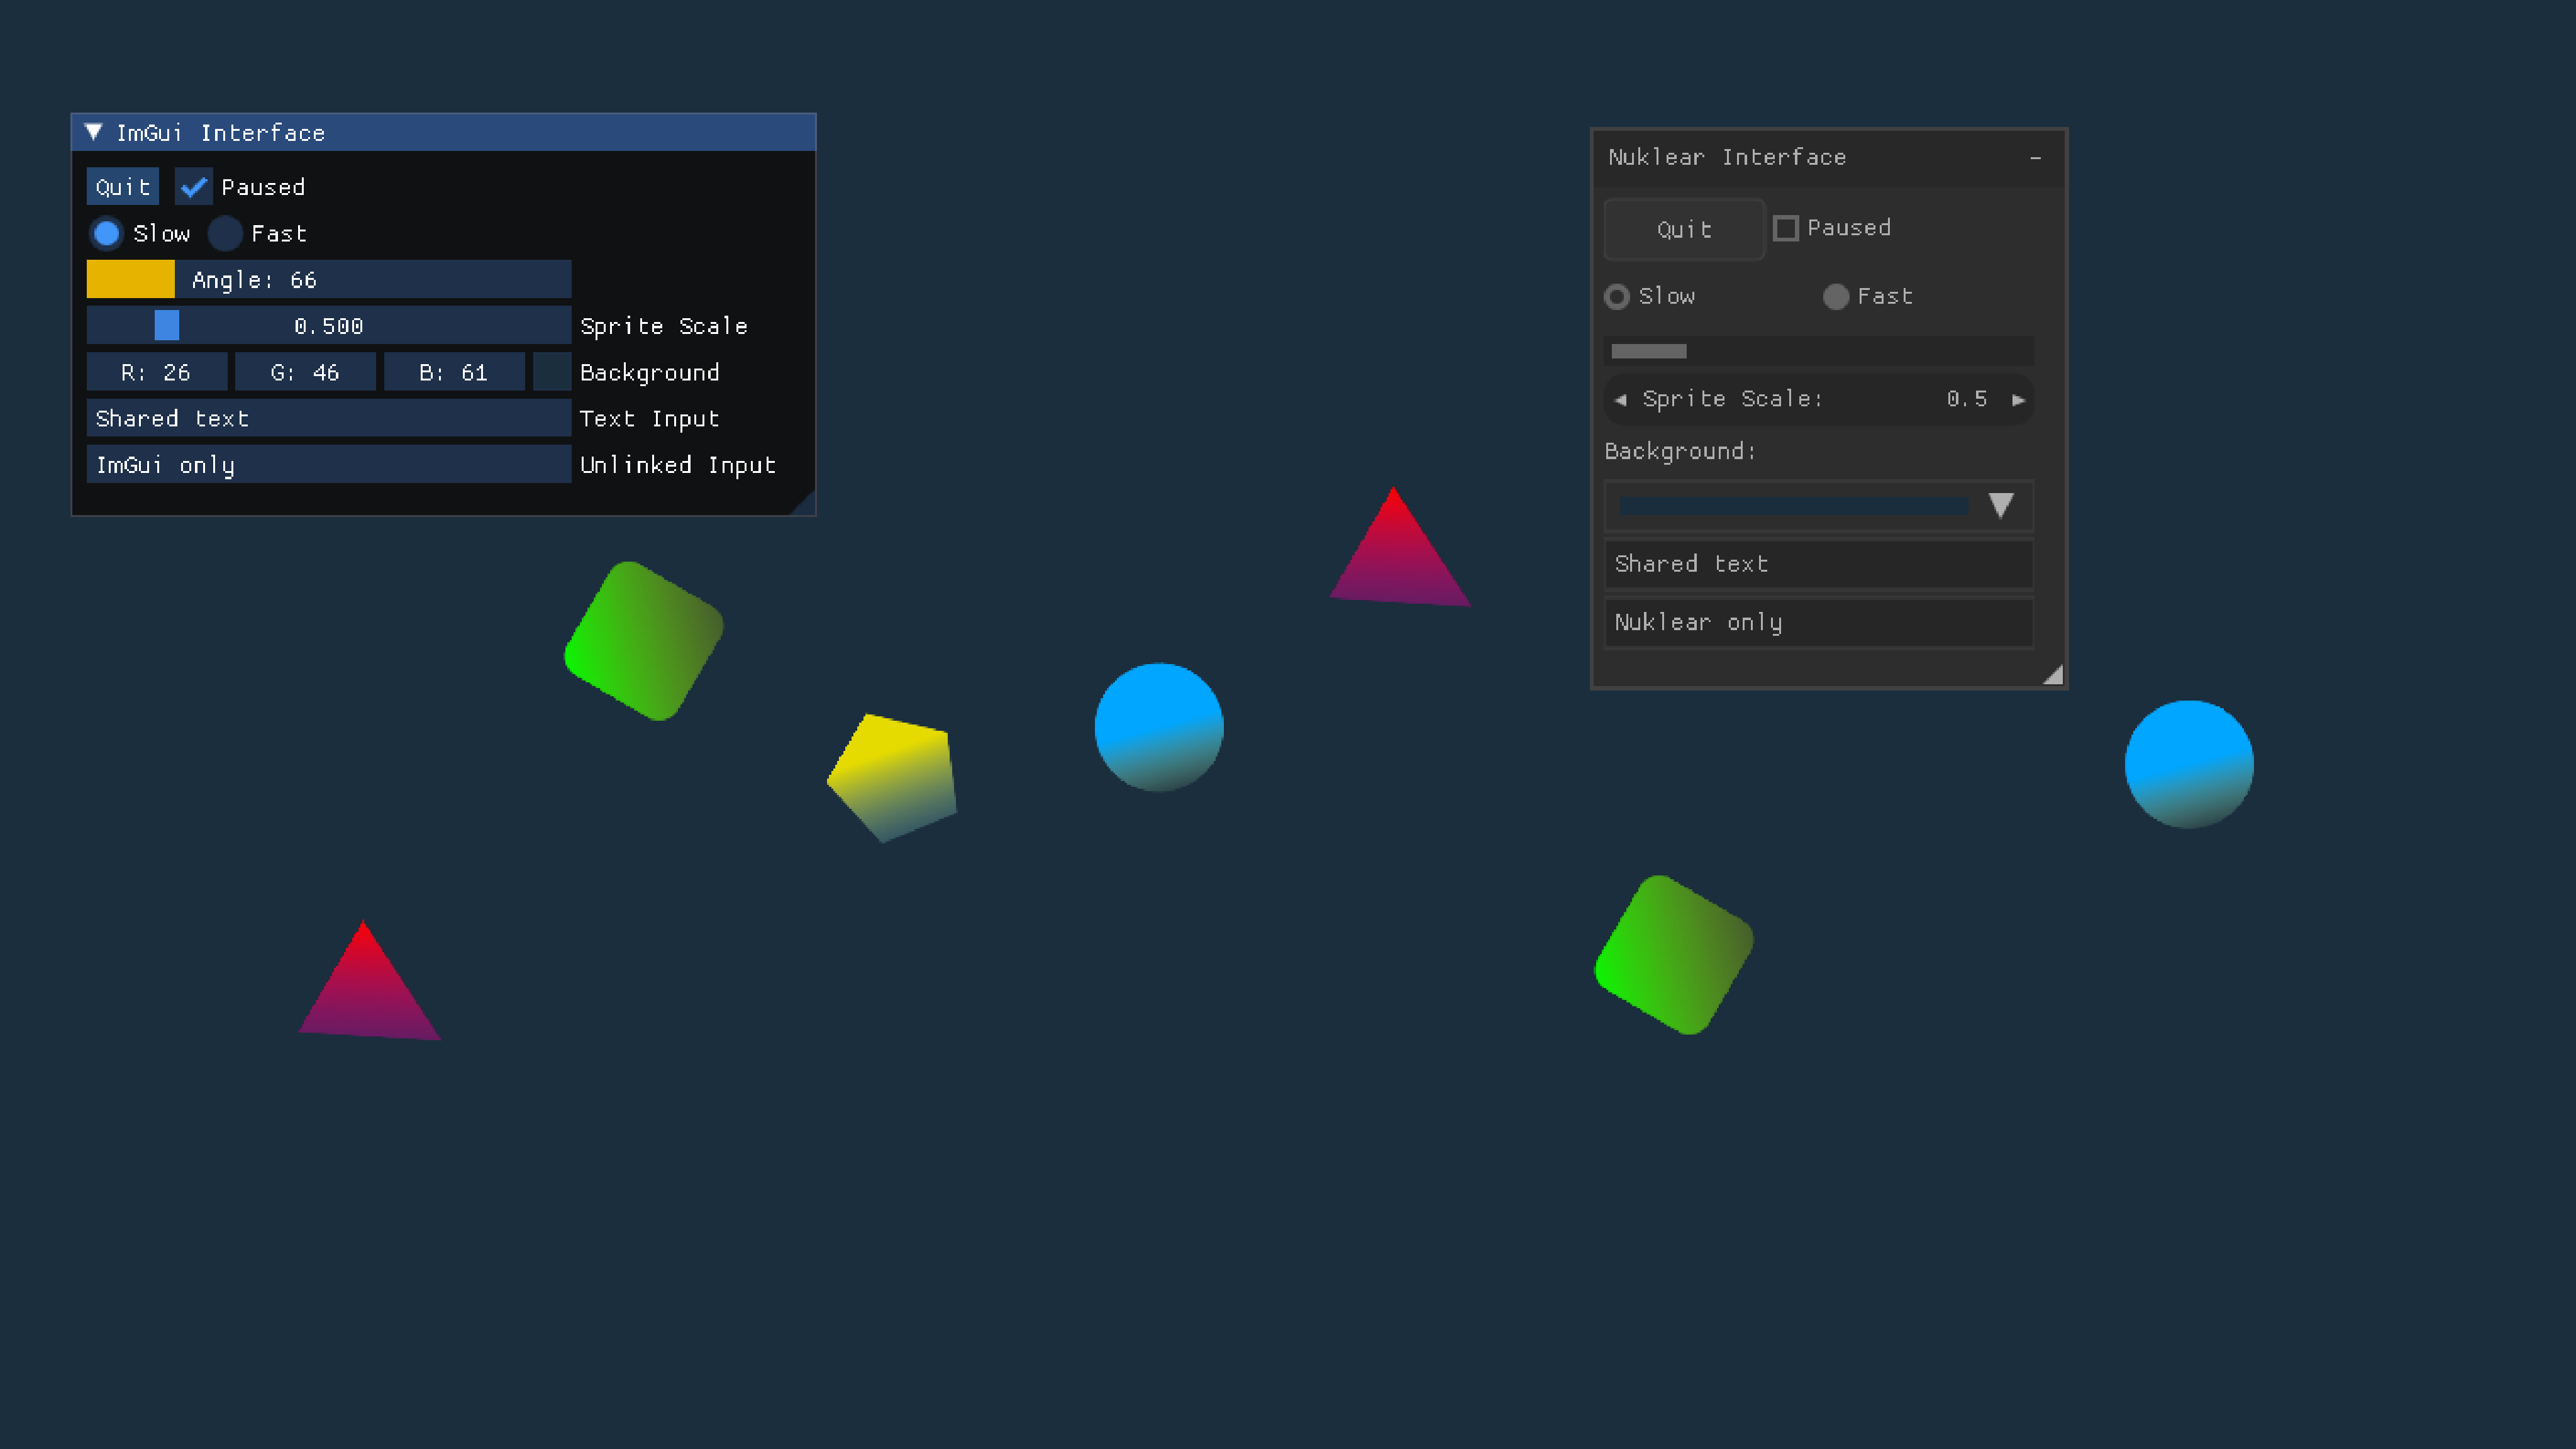 ImGui Interface
Quit Paused
Slow Fast
Angle: 66
0.500 Sprite Scale
R: 26 G: 46 B: 61 Background
Shared text Text Input
ImGui only Unlinked Input
Nuklear Interface
Quit Paused
Slow Fast
Sprite Scale: 0.5
Background:
Shared text
Nuklear only